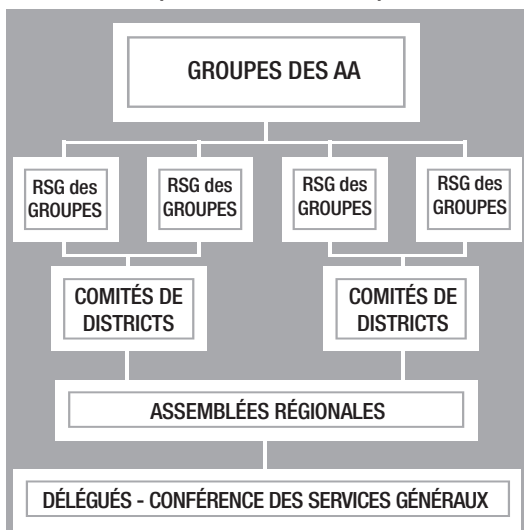 GROUPES DES AA
RSG des
GROUPES
RSG des
GROUPES
RSG des
GROUPES
RSG des
GROUPES
COMITÉS DE
DISTRICTS
COMITÉS DE
DISTRICTS
ASSEMBLÉES RÉGIONALES
DÉLÉGUÉS - CONFÉRENCE DES SERVICES GÉNÉRAUX